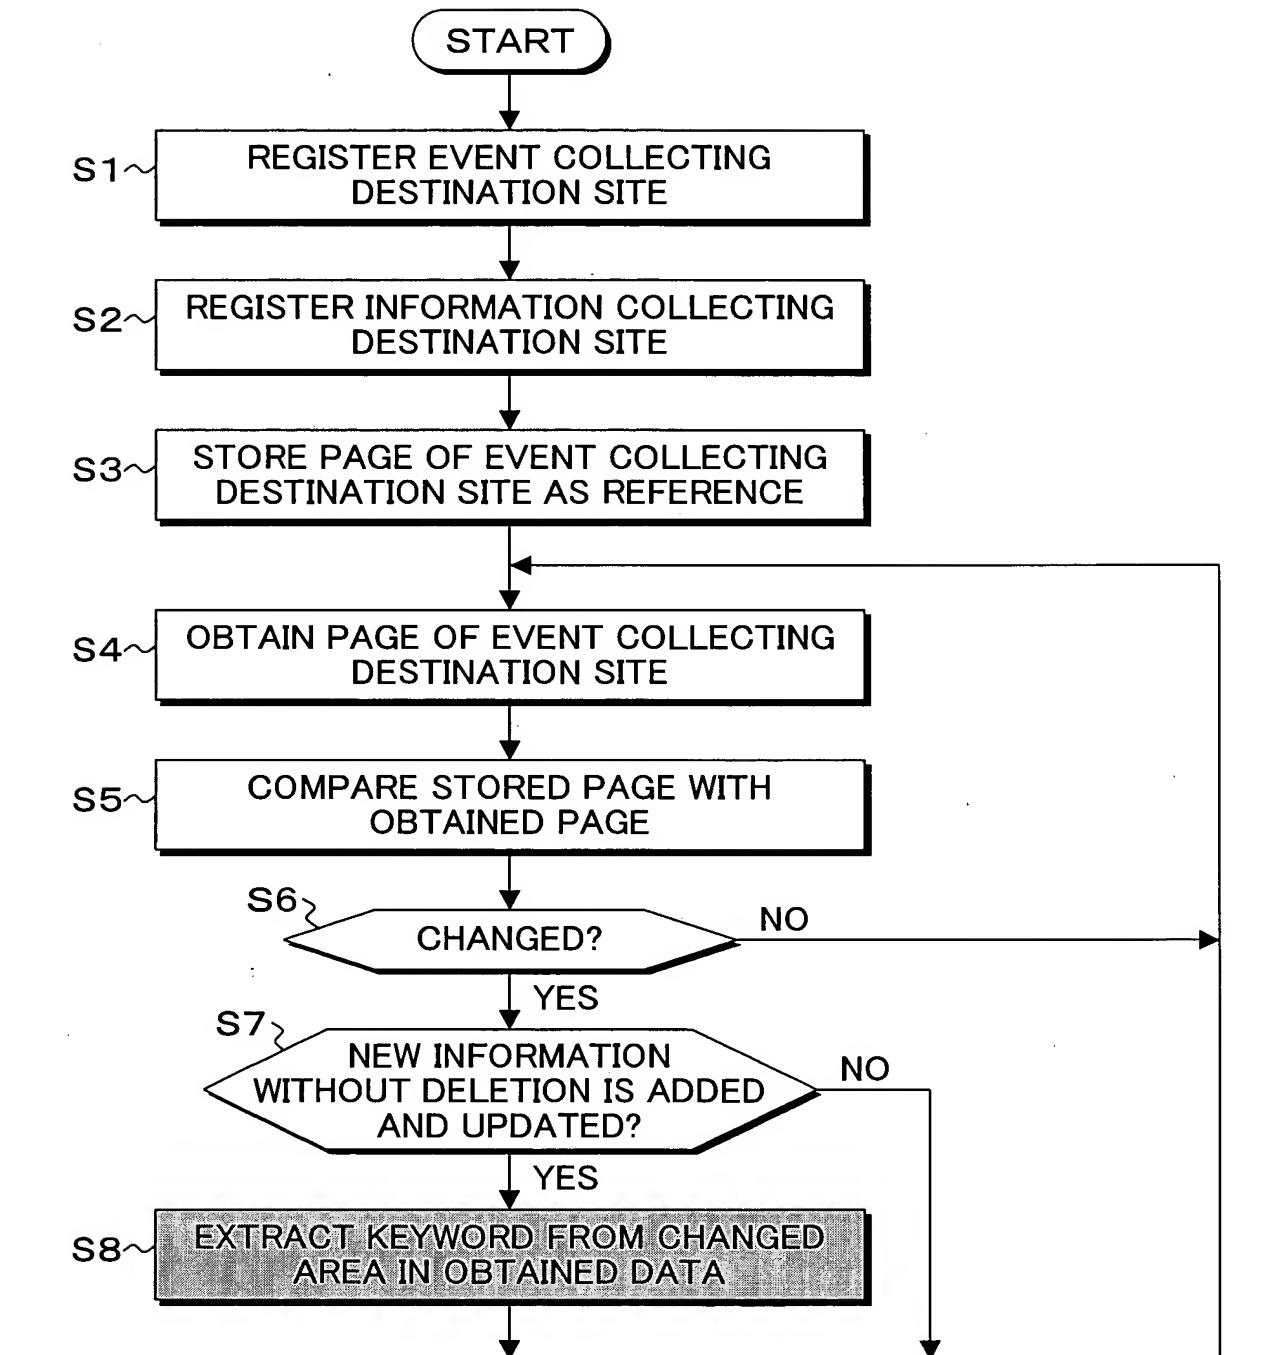 START
S1
REGISTER EVENT COLLECTING
DESTINATION SITE
S2
REGISTER INFORMATION COLLECTING
DESTINATION SITE
S3
STORE PAGE OF EVENT COLLECTING
DESTINATION SITE AS REFERENCE
S4
OBTAIN PAGE OF EVENT COLLECTING
DESTINATION SITE
S5
COMPARE STORED PAGE WITH
OBTAINED PAGE
S6
CHANGED?
NO
YES
S7
NEW INFORMATION
WITHOUT DELETION IS ADDED
AND UPDATED?
NO
YES
S8
EXTRACT KEYWORD FROM CHANGED
AREA IN OBTAINED DATA